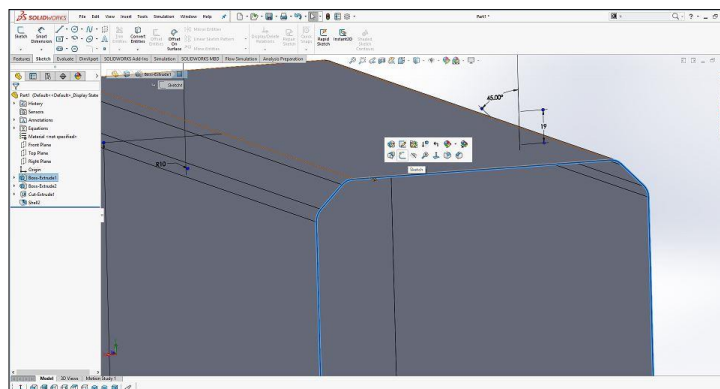 SOLIDWORKS File Edit View Insert Tools Simulation Window Help
Part1 *
Sketch Smart Dimension Trim Entities Convert Entities Offset Entities Offset On Surface Mirror Entities Linear Sketch Pattern Move Entities Display/Delete Relations Repair Sketch Quick Snaps Rapid Sketch Instant2D Shaded Sketch Contours
Features Sketch Evaluate DimXpert SOLIDWORKS Add-Ins Simulation SOLIDWORKS MBD Flow Simulation Analysis Preparation
Part1 (Default<<Default>_Display State
History
Sensors
Annotations
Equations
Material <not specified>
Front Plane
Top Plane
Right Plane
Origin
Boss-Extrude1
Boss-Extrude2
Cut-Extrude1
Shell2
Boss-Extrude1
Sketch1
R10
45.00°
19
Sketch
Model 3D Views Motion Study 1